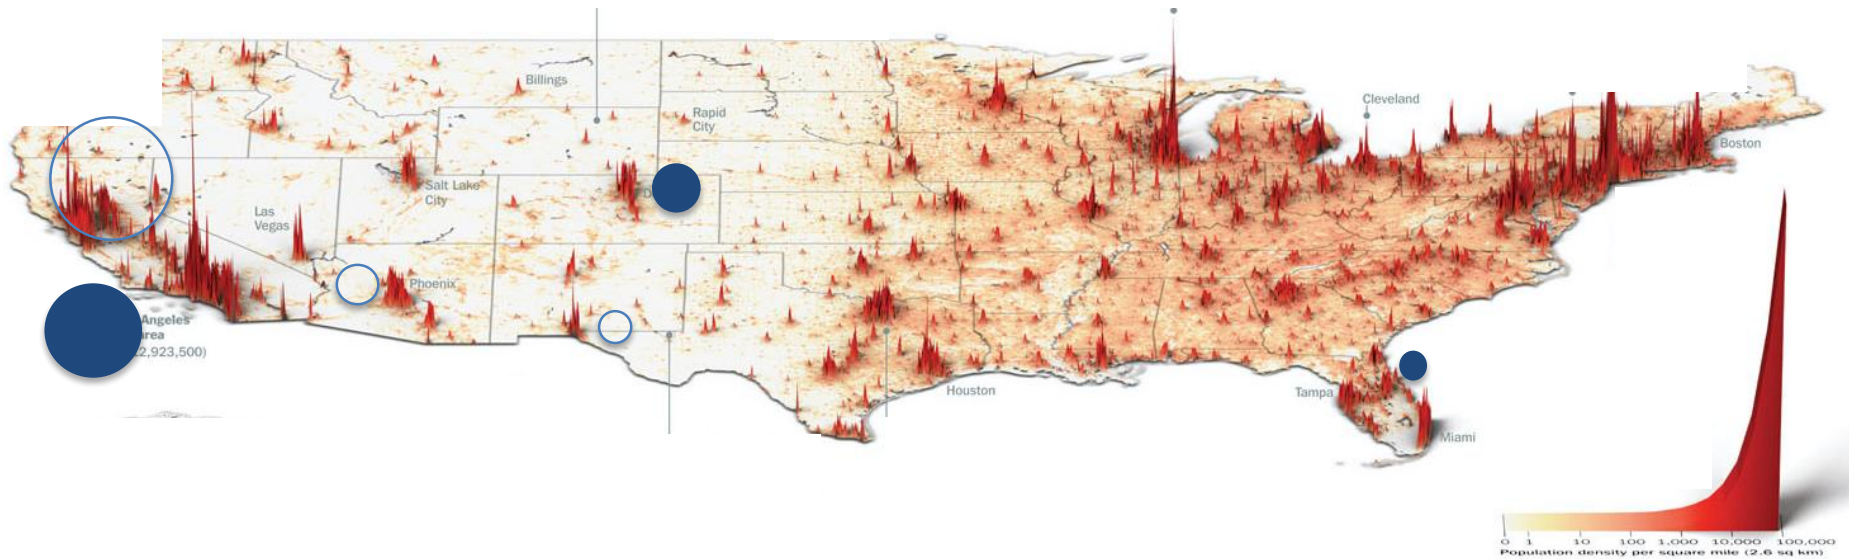 Billings
Rapid
City
Cleveland
Boston
Salt Lake
City
Las
Vegas
Phoenix
Angeles
2,923,500)
Houston
Tampa
Miami
0 1 10 100 1,000 10,000 100,000
Population density per square mile (2.6 sq km)